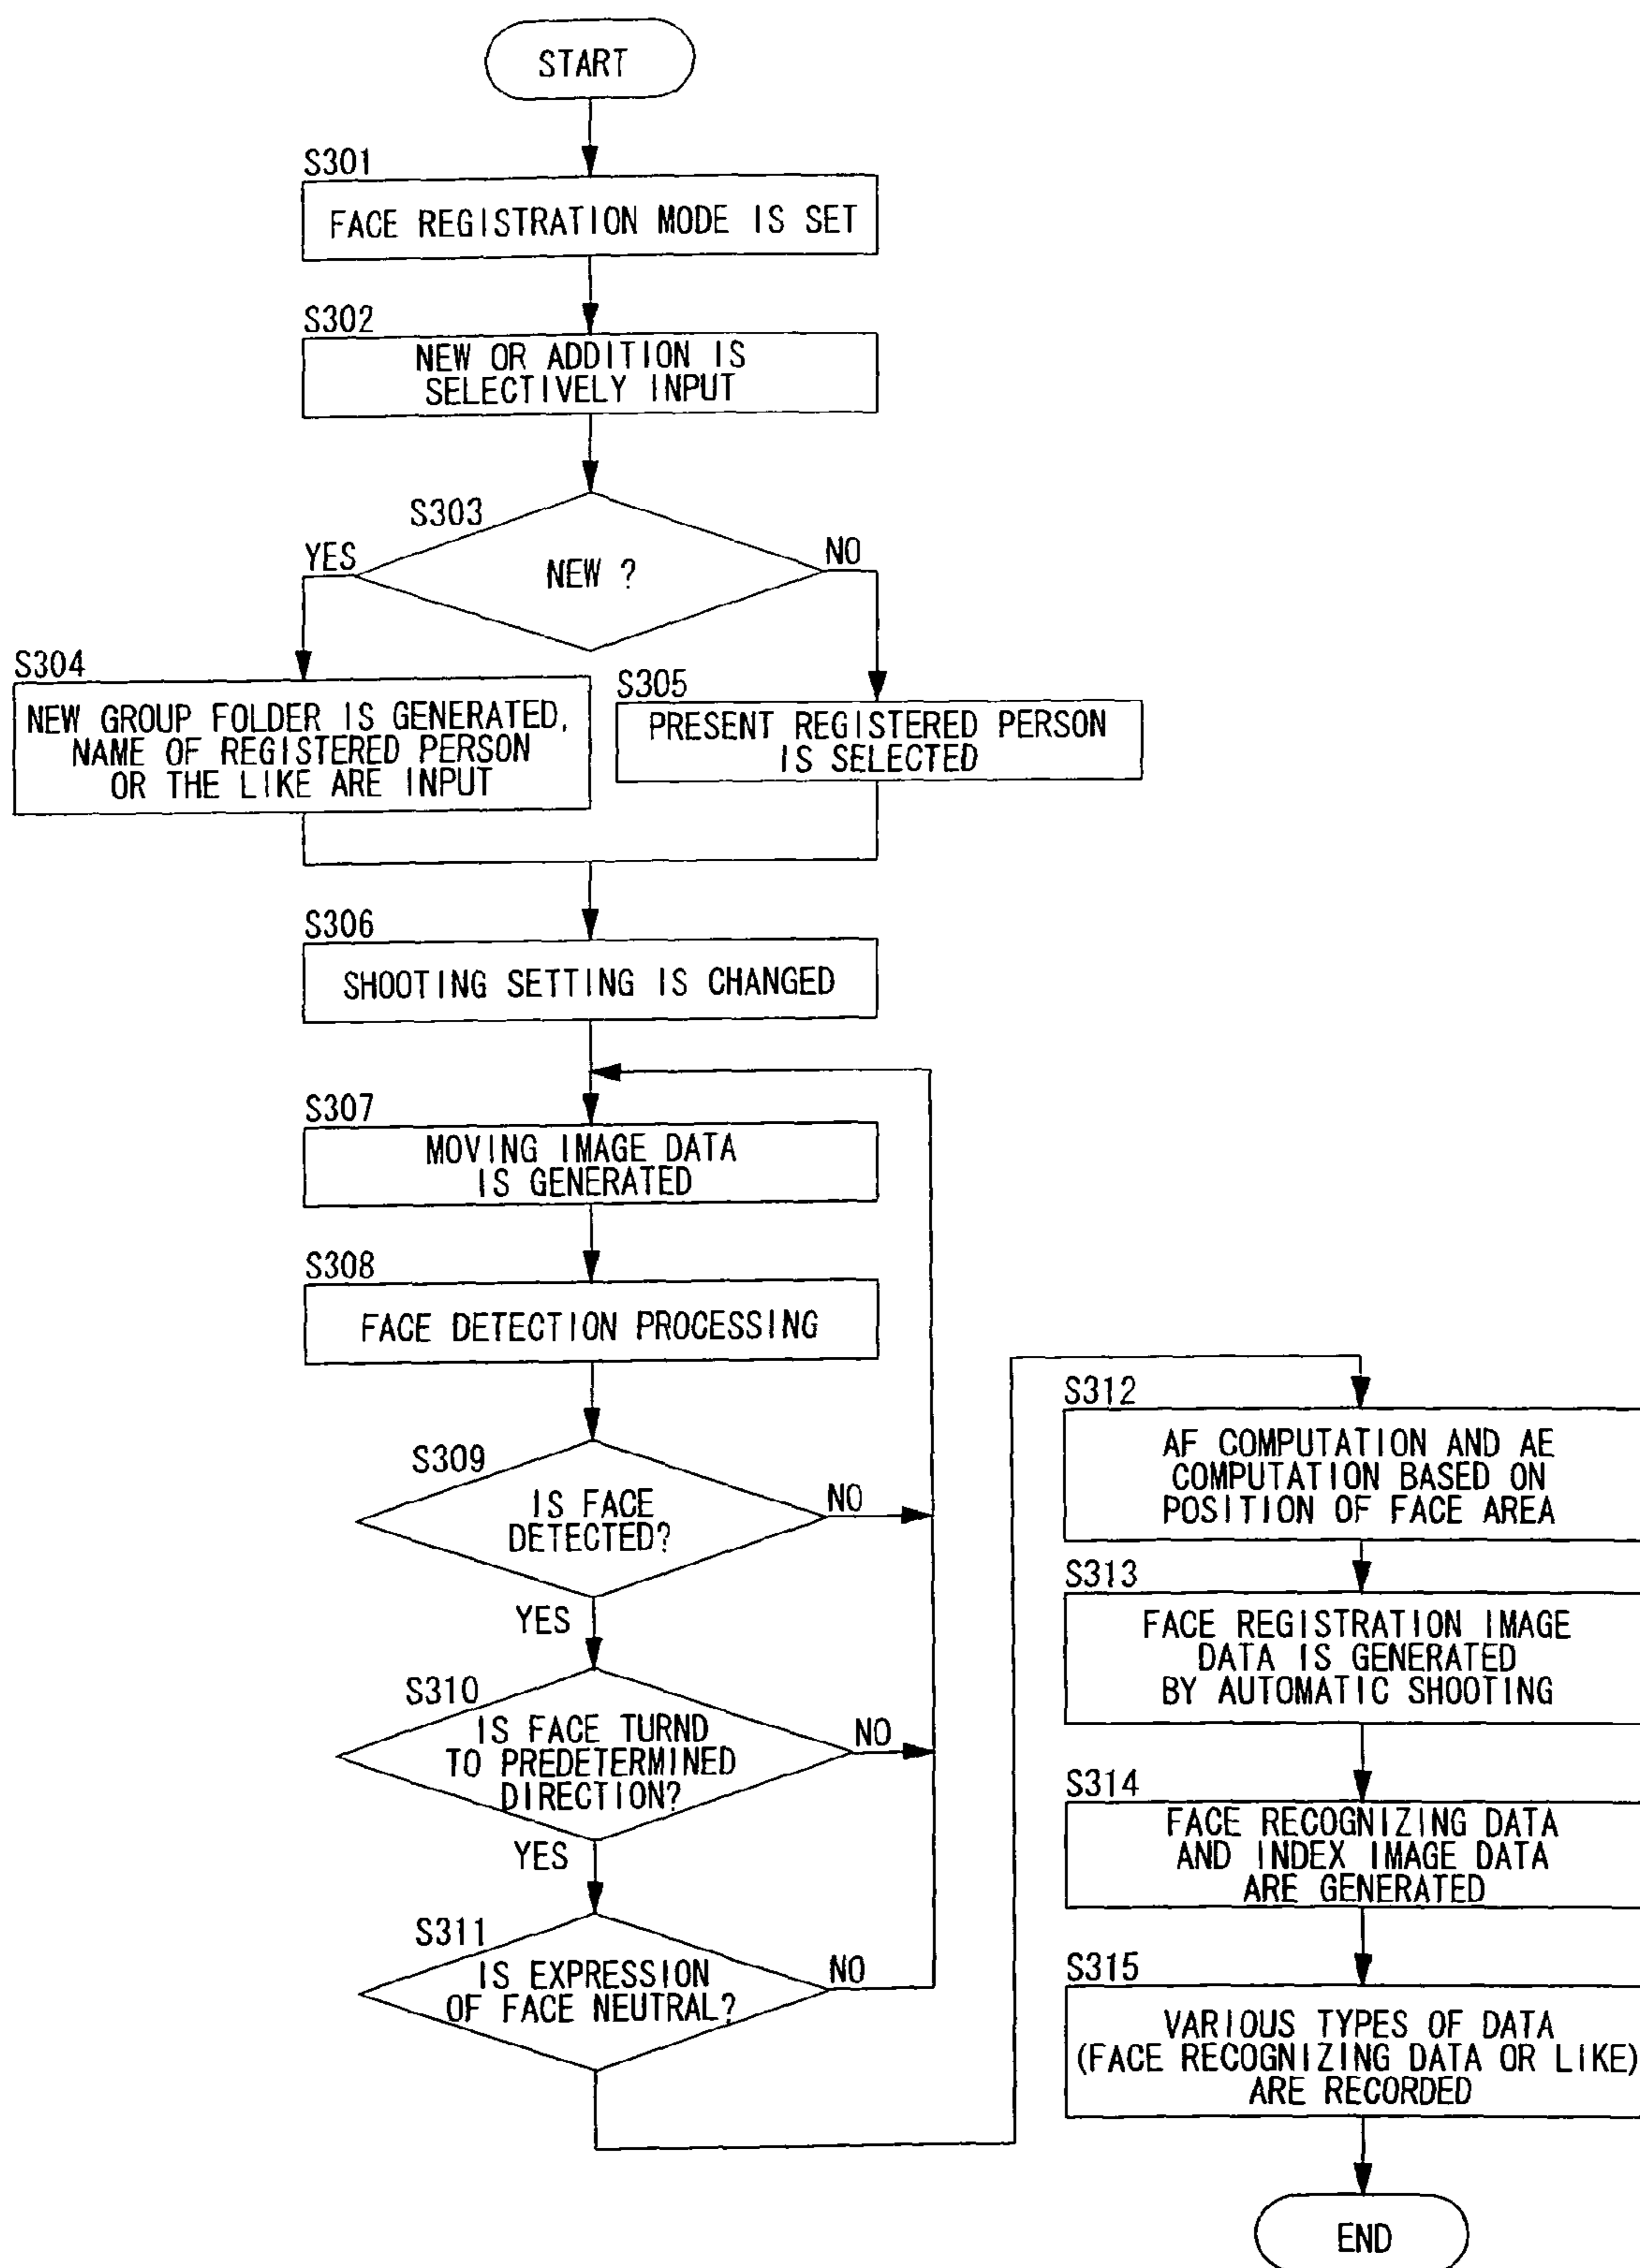 START
S301
FACE REGISTRATION MODE IS SET
S302
NEW OR ADDITION IS
SELECTIVELY INPUT
S303
NEW ?
YES
NO
S304
NEW GROUP FOLDER IS GENERATED,
NAME OF REGISTERED PERSON
OR THE LIKE ARE INPUT
S305
PRESENT REGISTERED PERSON
IS SELECTED
S306
SHOOTING SETTING IS CHANGED
S307
MOVING IMAGE DATA
IS GENERATED
S308
FACE DETECTION PROCESSING
S309
IS FACE
DETECTED?
NO
YES
S310
IS FACE TURND
TO PREDETERMINED
DIRECTION?
NO
YES
S311
IS EXPRESSION
OF FACE NEUTRAL?
NO
S312
AF COMPUTATION AND AE
COMPUTATION BASED ON
POSITION OF FACE AREA
S313
FACE REGISTRATION IMAGE
DATA IS GENERATED
BY AUTOMATIC SHOOTING
S314
FACE RECOGNIZING DATA
AND INDEX IMAGE DATA
ARE GENERATED
S315
VARIOUS TYPES OF DATA
(FACE RECOGNIZING DATA OR LIKE)
ARE RECORDED
END